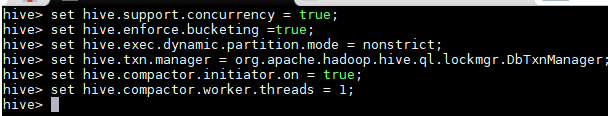 hive> set hive.support.concurrency = true;
hive> set hive.enforce.bucketing =true;
hive> set hive.exec.dynamic.partition.mode = nonstrict;
hive> set hive.txn.manager = org.apache.hadoop.hive.ql.lockmgr.DbTxnManager;
hive> set hive.compactor.initiator.on = true;
hive> set hive.compactor.worker.threads = 1;
hive>